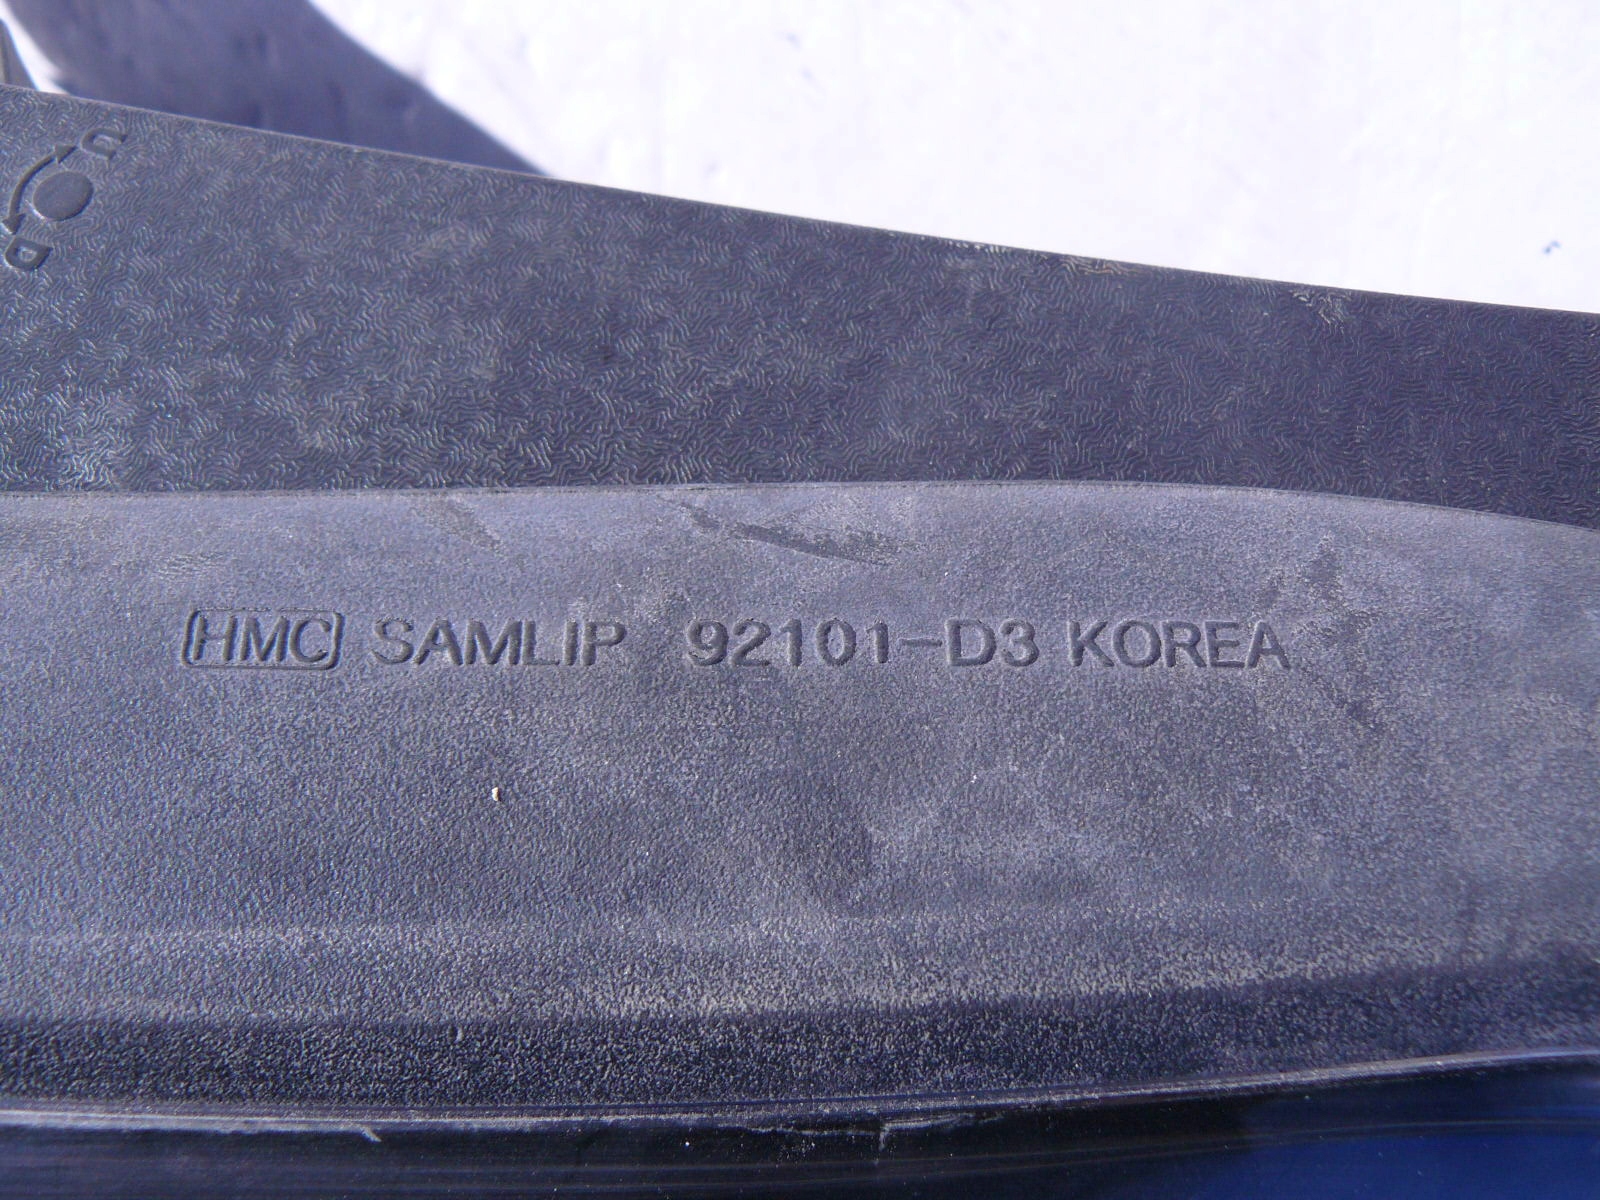 U
D
HMC SAMLIP 92101-D3 KOREA